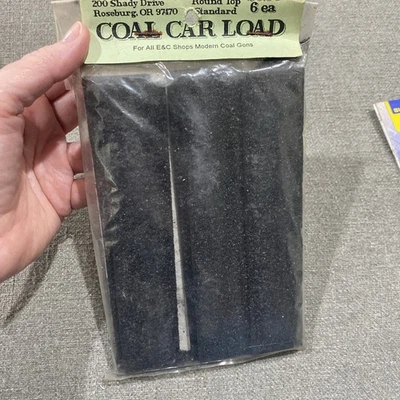 200 Shady Drive Round Top
Roseburg, OR 97470 Standard 6 ea
COAL CAR LOAD
For All E&C Shops Modern Coal Gons